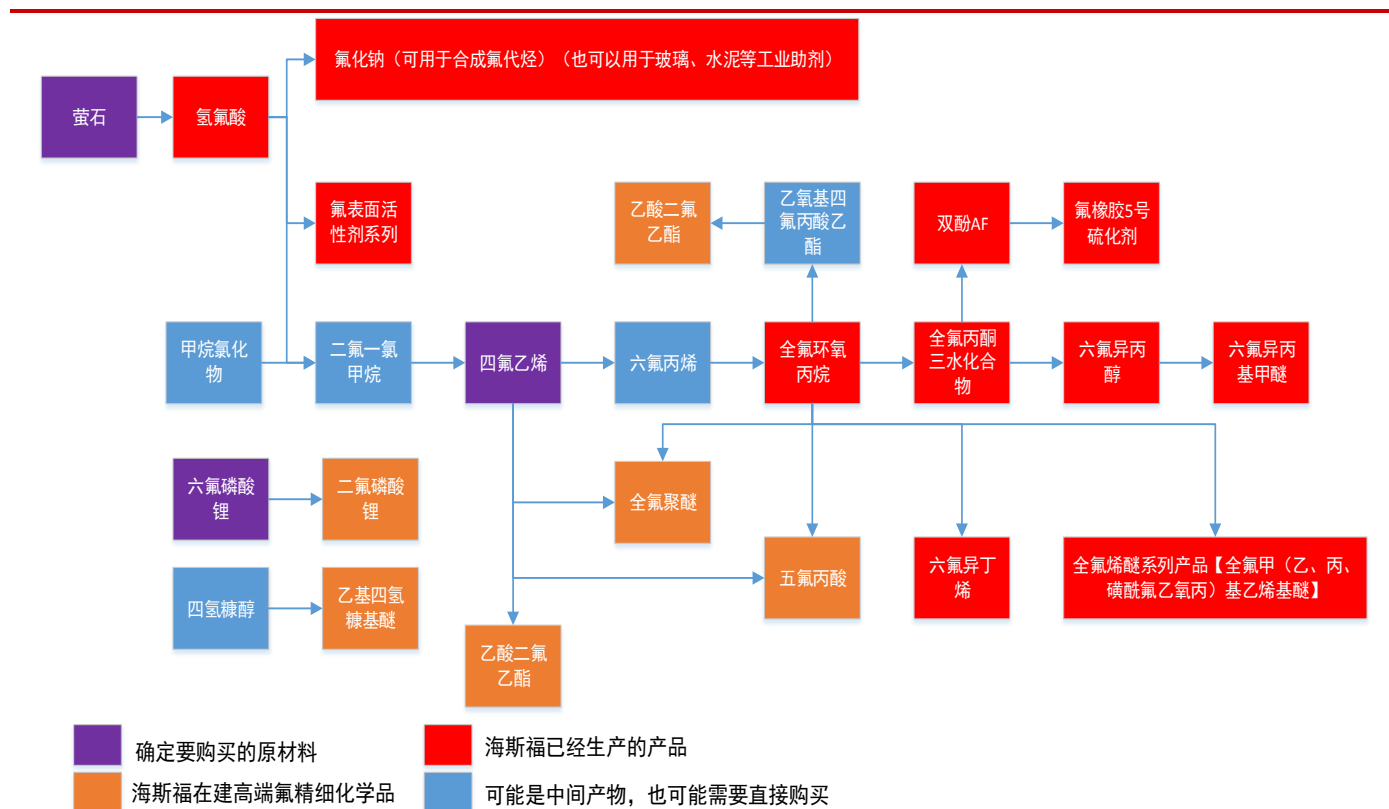 氟化钠（可用于合成氟代烃）（也可以用于玻璃、水泥等工业助剂）
萤石
氢氟酸
氟表面活
性剂系列
乙酸二氟
乙酯
乙氧基四
氟丙酸乙
酯
双酚AF
氟橡胶5号
硫化剂
甲烷氯化
物
二氟一氯
甲烷
四氟乙烯
六氟丙烯
全氟环氧
丙烷
全氟丙酮
三水化合
物
六氟异丙
醇
六氟异丙
基甲醚
六氟磷酸
锂
二氟磷酸
锂
全氟聚醚
四氢糠醇
乙基四氢
糠基醚
五氟丙酸
六氟异丁
烯
全氟烯醚系列产品【全氟甲（乙、丙、
磺酰氟乙氧丙）基乙烯基醚】
乙酸二氟
乙酯
确定要购买的原材料
海斯福已经生产的产品
海斯福在建高端氟精细化学品
可能是中间产物，也可能需要直接购买